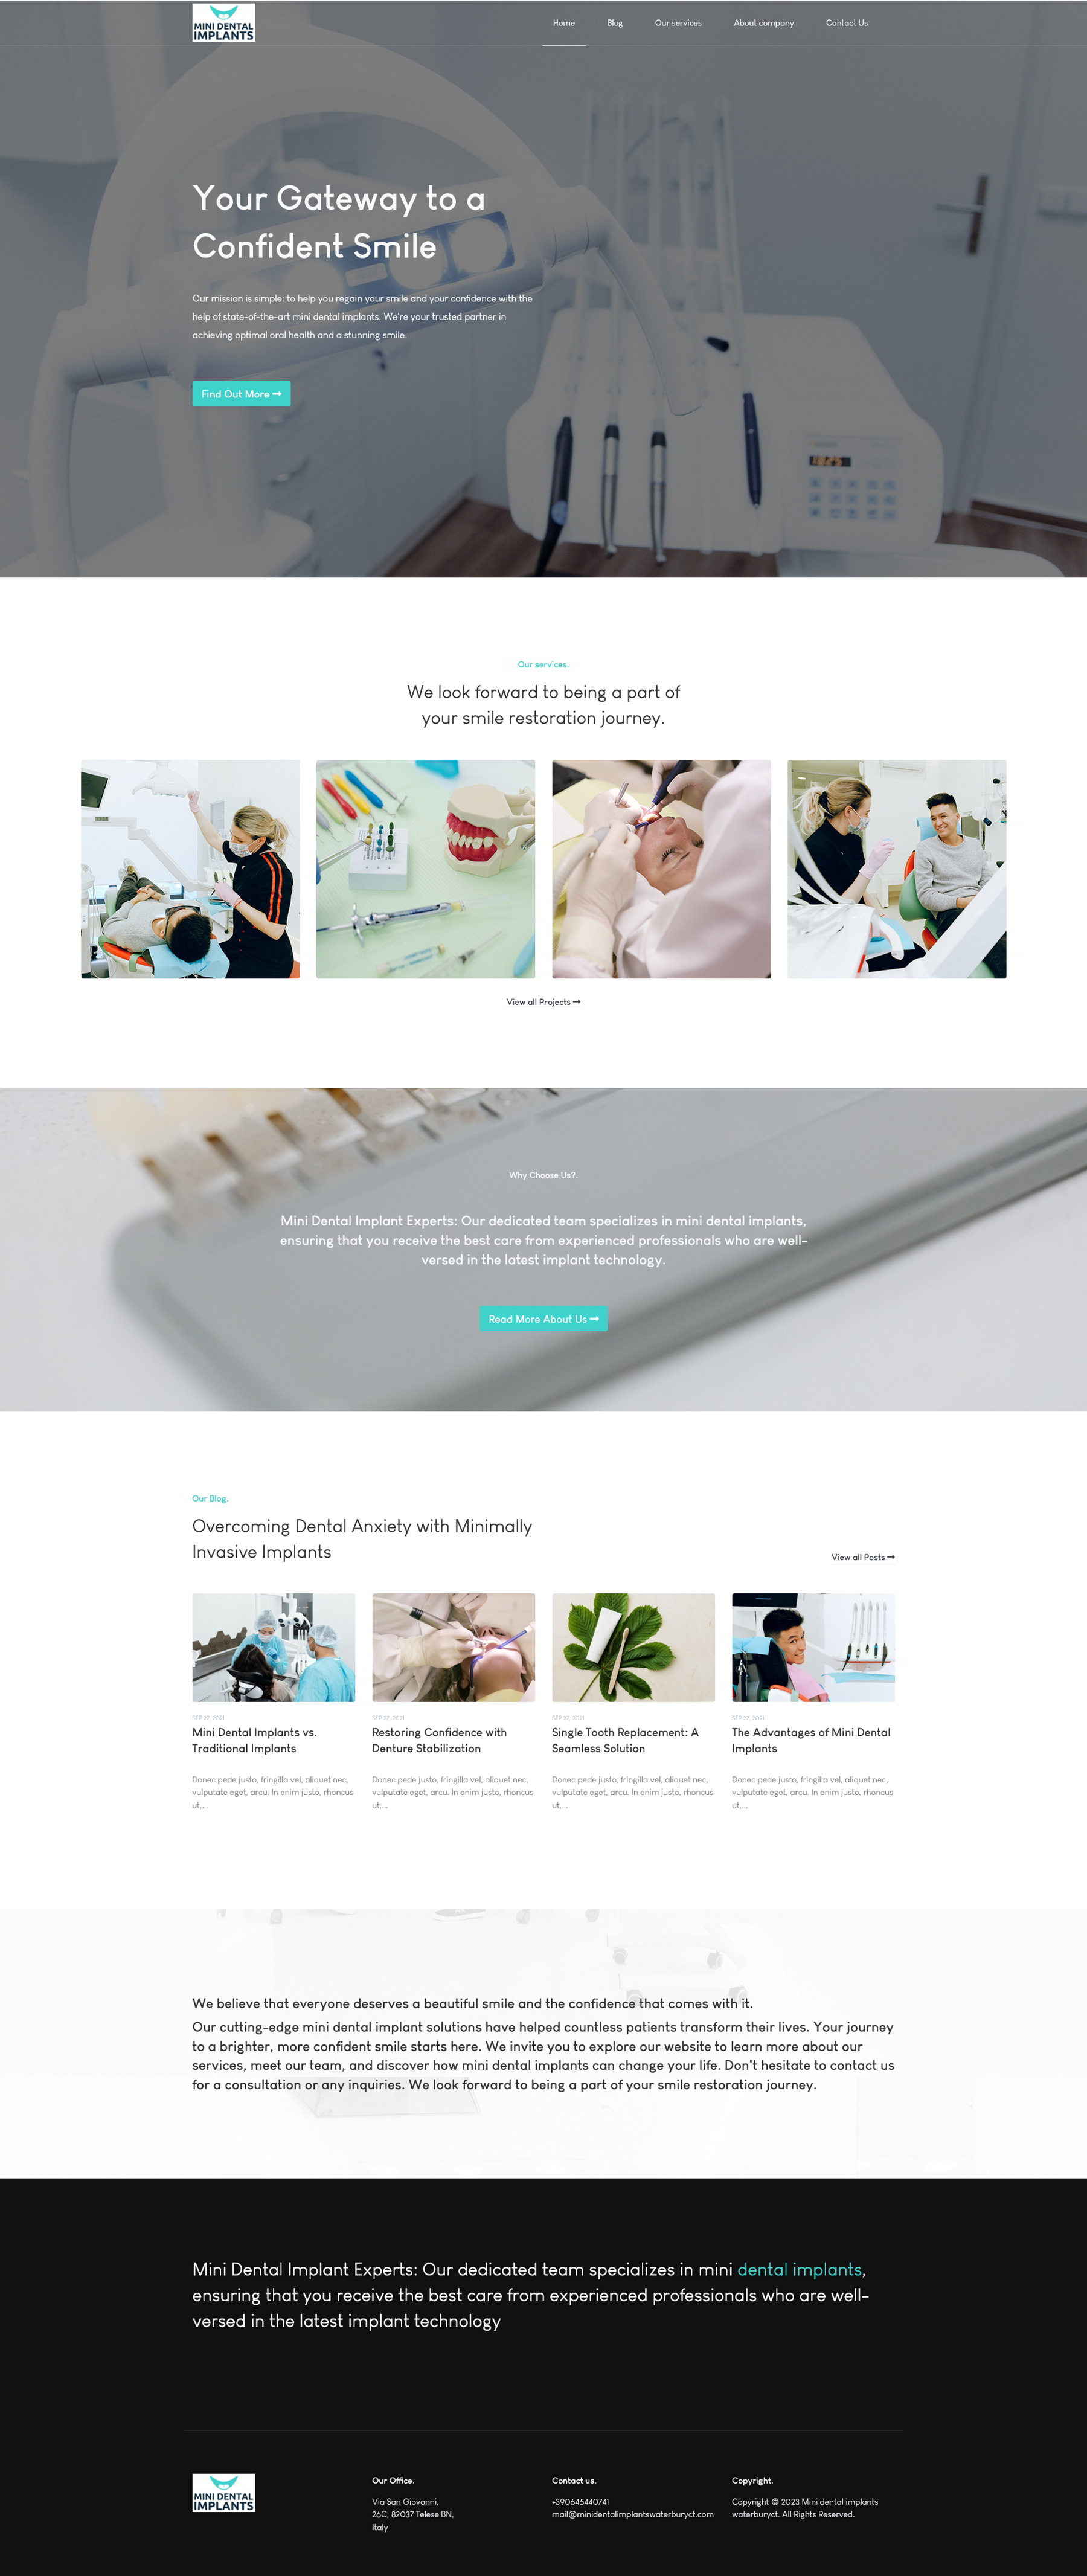 MINI DENTAL
IMPLANTS
Home
Blog
Our services
About company
Contact Us
Your Gateway to a
Confident Smile
Our mission is simple: to help you regain your smile and your confidence with the
help of state-of-the-art mini dental implants. We're your trusted partner in
achieving optimal oral health and a stunning smile.
Find Out More
Our services.
We look forward to being a part of
your smile restoration journey.
View all Projects
Why Choose Us?.
Mini Dental Implant Experts: Our dedicated team specializes in mini dental implants,
ensuring that you receive the best care from experienced professionals who are well-
versed in the latest implant technology.
Read More About Us
Our Blog.
Overcoming Dental Anxiety with Minimally
Invasive Implants
View all Posts
SEP 27, 2021
Mini Dental Implants vs.
Traditional Implants
Donec pede justo, fringilla vel, aliquet nec,
vulputate eget, arcu. In enim justo, rhoncus
ut,...
SEP 27, 2021
Restoring Confidence with
Denture Stabilization
Donec pede justo, fringilla vel, aliquet nec,
vulputate eget, arcu. In enim justo, rhoncus
ut,...
SEP 27, 2021
Single Tooth Replacement: A
Seamless Solution
Donec pede justo, fringilla vel, aliquet nec,
vulputate eget, arcu. In enim justo, rhoncus
ut,...
SEP 27, 2021
The Advantages of Mini Dental
Implants
Donec pede justo, fringilla vel, aliquet nec,
vulputate eget, arcu. In enim justo, rhoncus
ut,...
We believe that everyone deserves a beautiful smile and the confidence that comes with it.
Our cutting-edge mini dental implant solutions have helped countless patients transform their lives. Your journey
to a brighter, more confident smile starts here. We invite you to explore our website to learn more about our
services, meet our team, and discover how mini dental implants can change your life. Don't hesitate to contact us
for a consultation or any inquiries. We look forward to being a part of your smile restoration journey.
Mini Dental Implant Experts: Our dedicated team specializes in mini dental implants,
ensuring that you receive the best care from experienced professionals who are well-
versed in the latest implant technology
MINI DENTAL
IMPLANTS
Our Office.
Via San Giovanni,
26C, 82037 Telese BN,
Italy
Contact us.
+390645440741
mail@minidentalimplantswaterburyct.com
Copyright.
Copyright © 2023 Mini dental implants
waterburyct. All Rights Reserved.